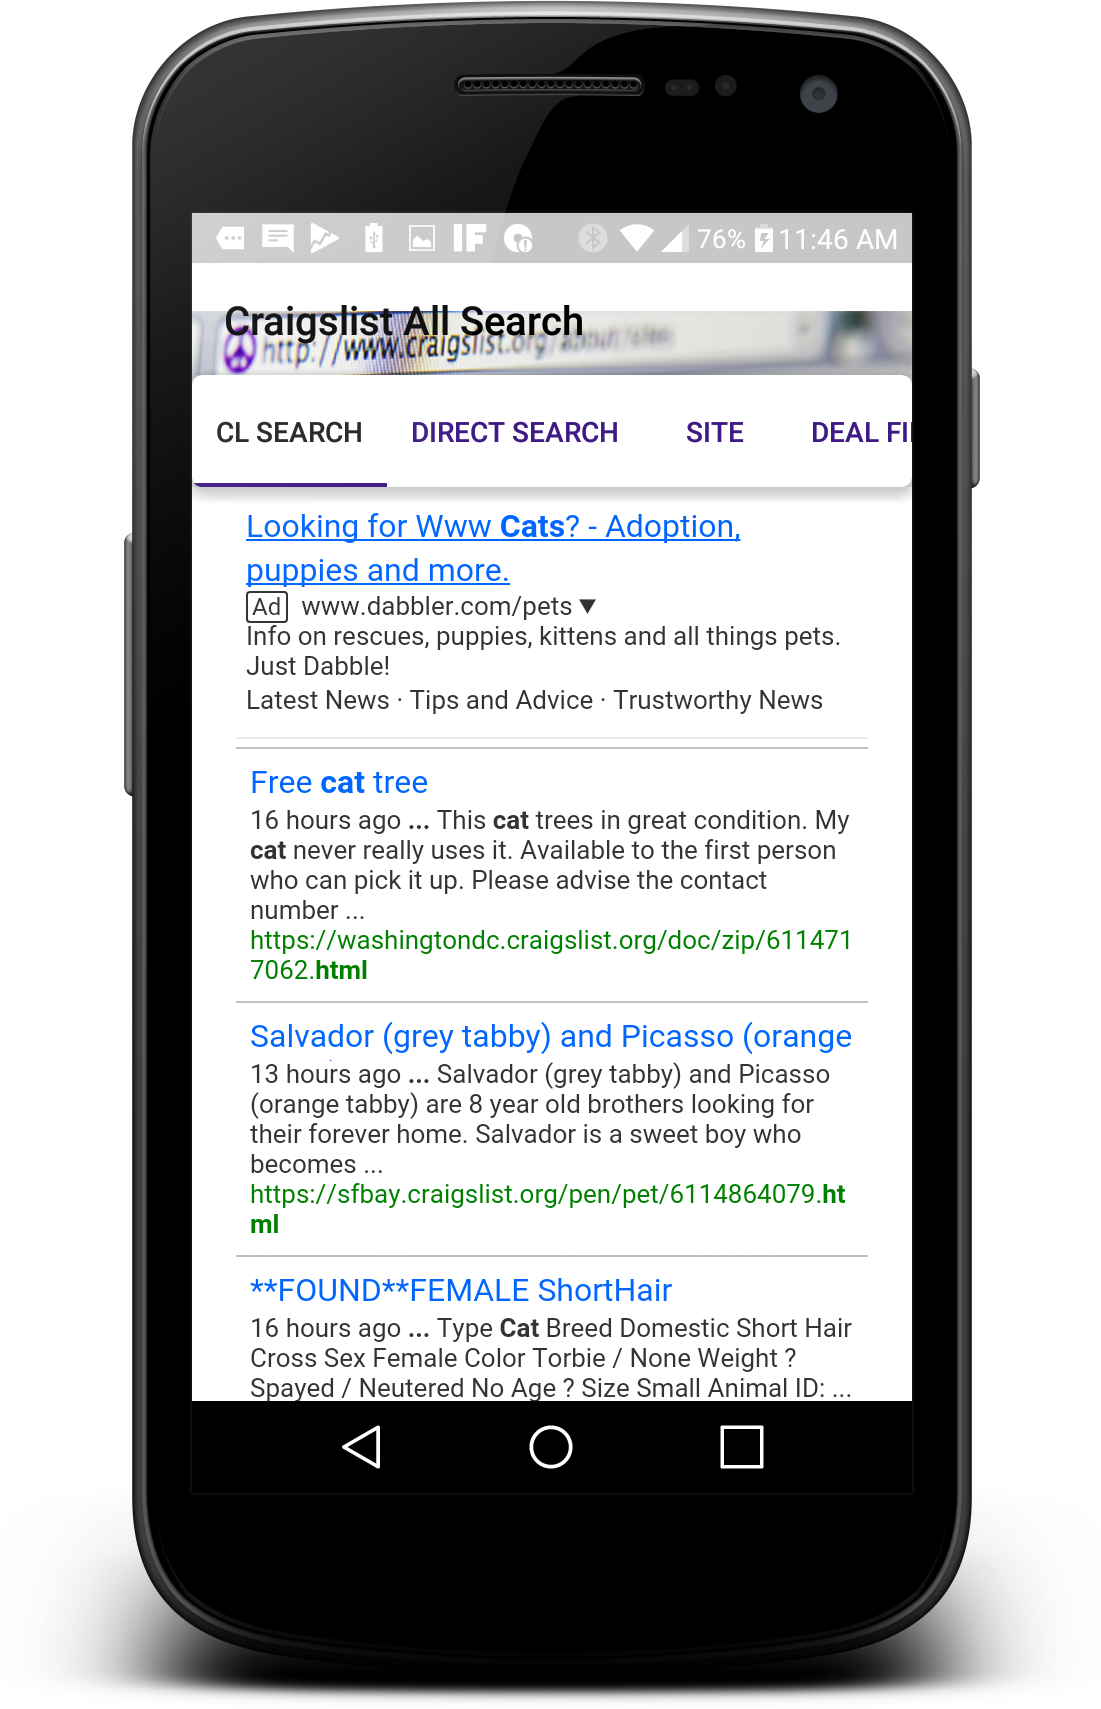 76% 11:46 AM
Craigslist All Search
http://www.craigslist.org/about/sites
CL SEARCH DIRECT SEARCH SITE DEAL FI
Looking for Www Cats? - Adoption,
puppies and more.
Ad www.dabbler.com/pets ▼
Info on rescues, puppies, kittens and all things pets.
Just Dabble!
Latest News · Tips and Advice · Trustworthy News
Free cat tree
16 hours ago ... This cat trees in great condition. My
cat never really uses it. Available to the first person
who can pick it up. Please advise the contact
number ...
https://washingtondc.craigslist.org/doc/zip/611471
7062.html
Salvador (grey tabby) and Picasso (orange
13 hours ago ... Salvador (grey tabby) and Picasso
(orange tabby) are 8 year old brothers looking for
their forever home. Salvador is a sweet boy who
becomes ...
https://sfbay.craigslist.org/pen/pet/6114864079.ht
ml
**FOUND**FEMALE ShortHair
16 hours ago ... Type Cat Breed Domestic Short Hair
Cross Sex Female Color Torbie / None Weight ?
Spayed / Neutered No Age ? Size Small Animal ID: ...